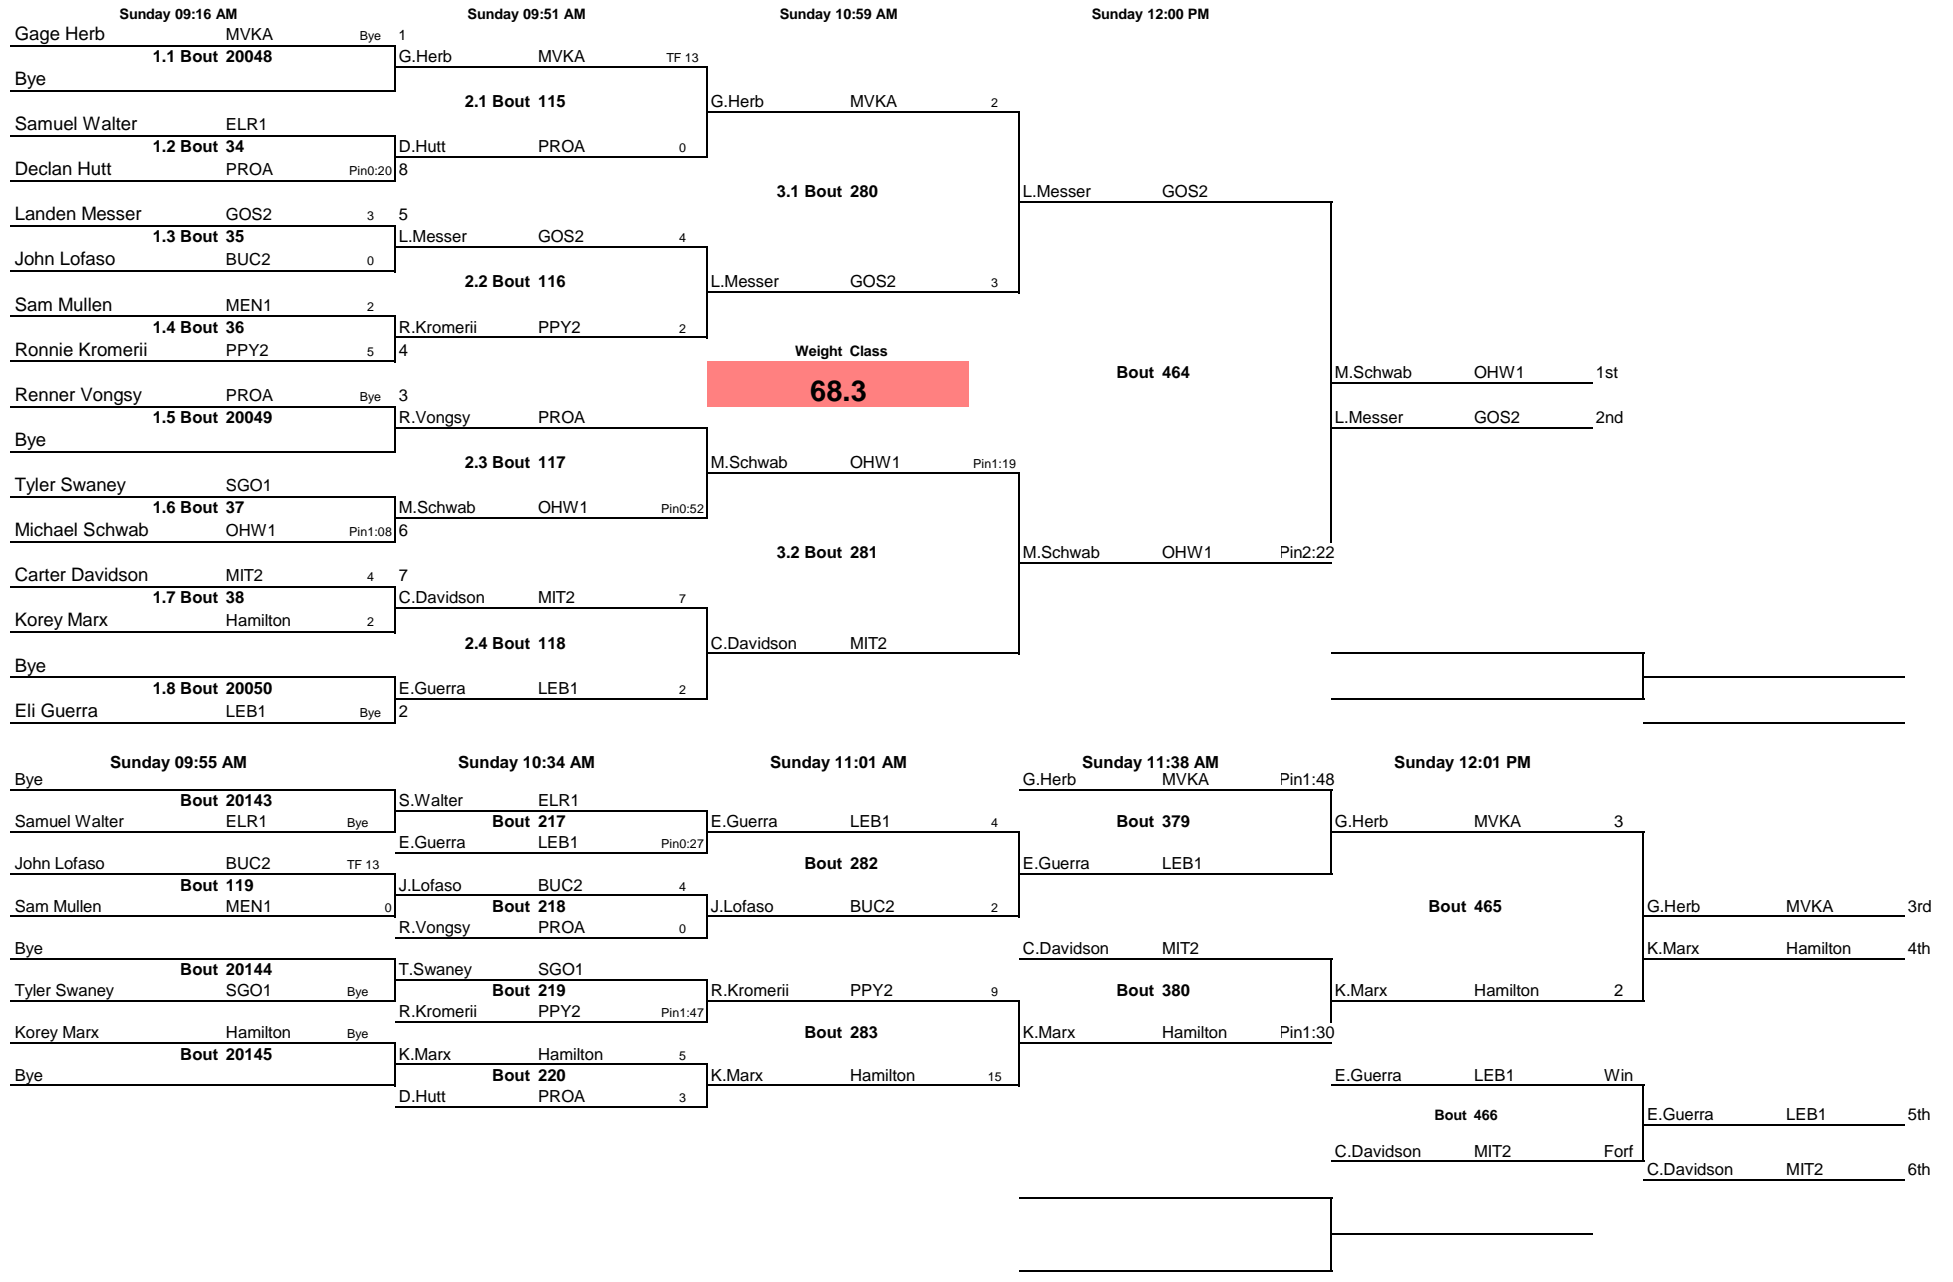 Sunday 09:16 AM Sunday 09:51 AM Sunday 10:59 AM Sunday 12:00 PM
Gage Herb MVKA Bye 1
1.1 Bout 20048 G.Herb MVKA TF 13
Bye
2.1 Bout 115 G.Herb MVKA 2
Samuel Walter ELR1
1.2 Bout 34 D.Hutt PROA 0
Declan Hutt PROA Pin0:20 8
3.1 Bout 280 L.Messer GOS2
Landen Messer GOS2 3 5
1.3 Bout 35 L.Messer GOS2 4
John Lofaso BUC2 0
2.2 Bout 116 L.Messer GOS2 3
Sam Mullen MEN1 2
1.4 Bout 36 R.Kromerii PPY2 2
Ronnie Kromerii PPY2 5 4 Weight Class
Bout 464 M.Schwab OHW1 1st
Renner Vongsy PROA Bye 3 68.3
1.5 Bout 20049 R.Vongsy PROA L.Messer GOS2 2nd
Bye
2.3 Bout 117 M.Schwab OHW1 Pin1:19
Tyler Swaney SGO1
1.6 Bout 37 M.Schwab OHW1 Pin0:52
Michael Schwab OHW1 Pin1:08 6
3.2 Bout 281 M.Schwab OHW1 Pin2:22
Carter Davidson MIT2 4 7
1.7 Bout 38 C.Davidson MIT2 7
Korey Marx Hamilton 2
2.4 Bout 118 C.Davidson MIT2
Bye
1.8 Bout 20050 E.Guerra LEB1 2
Eli Guerra LEB1 Bye 2
Sunday 09:55 AM Sunday 10:34 AM Sunday 11:01 AM Sunday 11:38 AM Sunday 12:01 PM
Bye G.Herb MVKA Pin1:48
Bout 20143 S.Walter ELR1
Samuel Walter ELR1 Bye Bout 217 E.Guerra LEB1 4 Bout 379 G.Herb MVKA 3
E.Guerra LEB1 Pin0:27
John Lofaso BUC2 TF 13 Bout 282 E.Guerra LEB1
Bout 119 J.Lofaso BUC2 4
Sam Mullen MEN1 0 Bout 218 J.Lofaso BUC2 2 Bout 465 G.Herb MVKA 3rd
R.Vongsy PROA 0
Bye C.Davidson MIT2 K.Marx Hamilton 4th
Bout 20144 T.Swaney SGO1
Tyler Swaney SGO1 Bye Bout 219 R.Kromerii PPY2 9 Bout 380 K.Marx Hamilton 2
R.Kromerii PPY2 Pin1:47
Korey Marx Hamilton Bye Bout 283 K.Marx Hamilton Pin1:30
Bout 20145 K.Marx Hamilton 5
Bye Bout 220 K.Marx Hamilton 15 E.Guerra LEB1 Win
D.Hutt PROA 3
Bout 466 E.Guerra LEB1 5th
C.Davidson MIT2 Forf
C.Davidson MIT2 6th